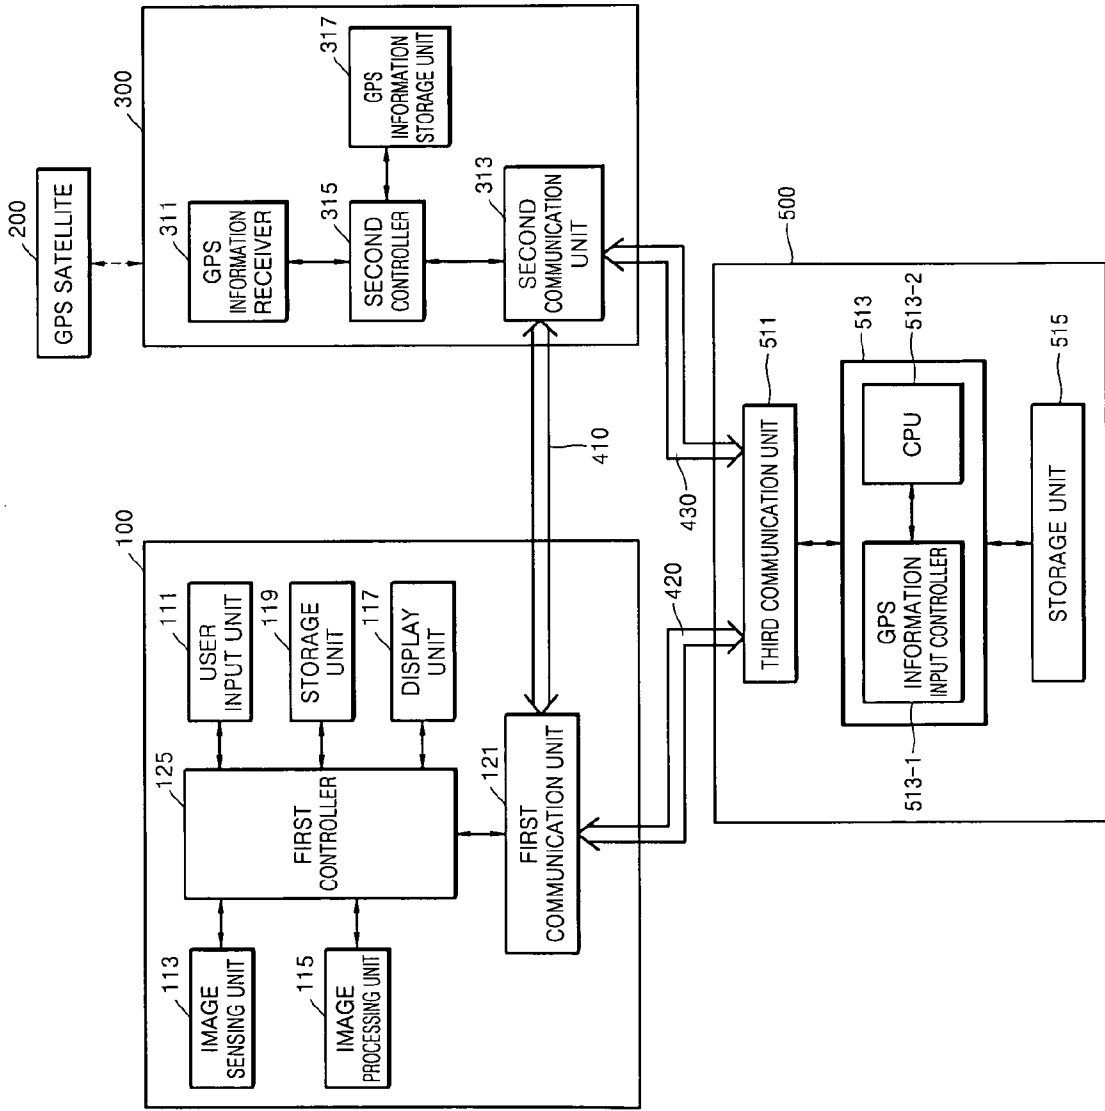 100
113
IMAGE
SENSING UNIT
115
IMAGE
PROCESSING UNIT
125
FIRST
CONTROLLER
111
USER
INPUT UNIT
119
STORAGE
UNIT
117
DISPLAY
UNIT
121
FIRST
COMMUNICATION UNIT
200
GPS SATELLITE
300
311
GPS
INFORMATION
RECEIVER
315
SECOND
CONTROLLER
317
GPS
INFORMATION
STORAGE UNIT
313
SECOND
COMMUNICATION
UNIT
410
420
430
500
511
THIRD COMMUNICATION UNIT
513
513-1
GPS
INFORMATION
INPUT CONTROLLER
513-2
CPU
515
STORAGE UNIT